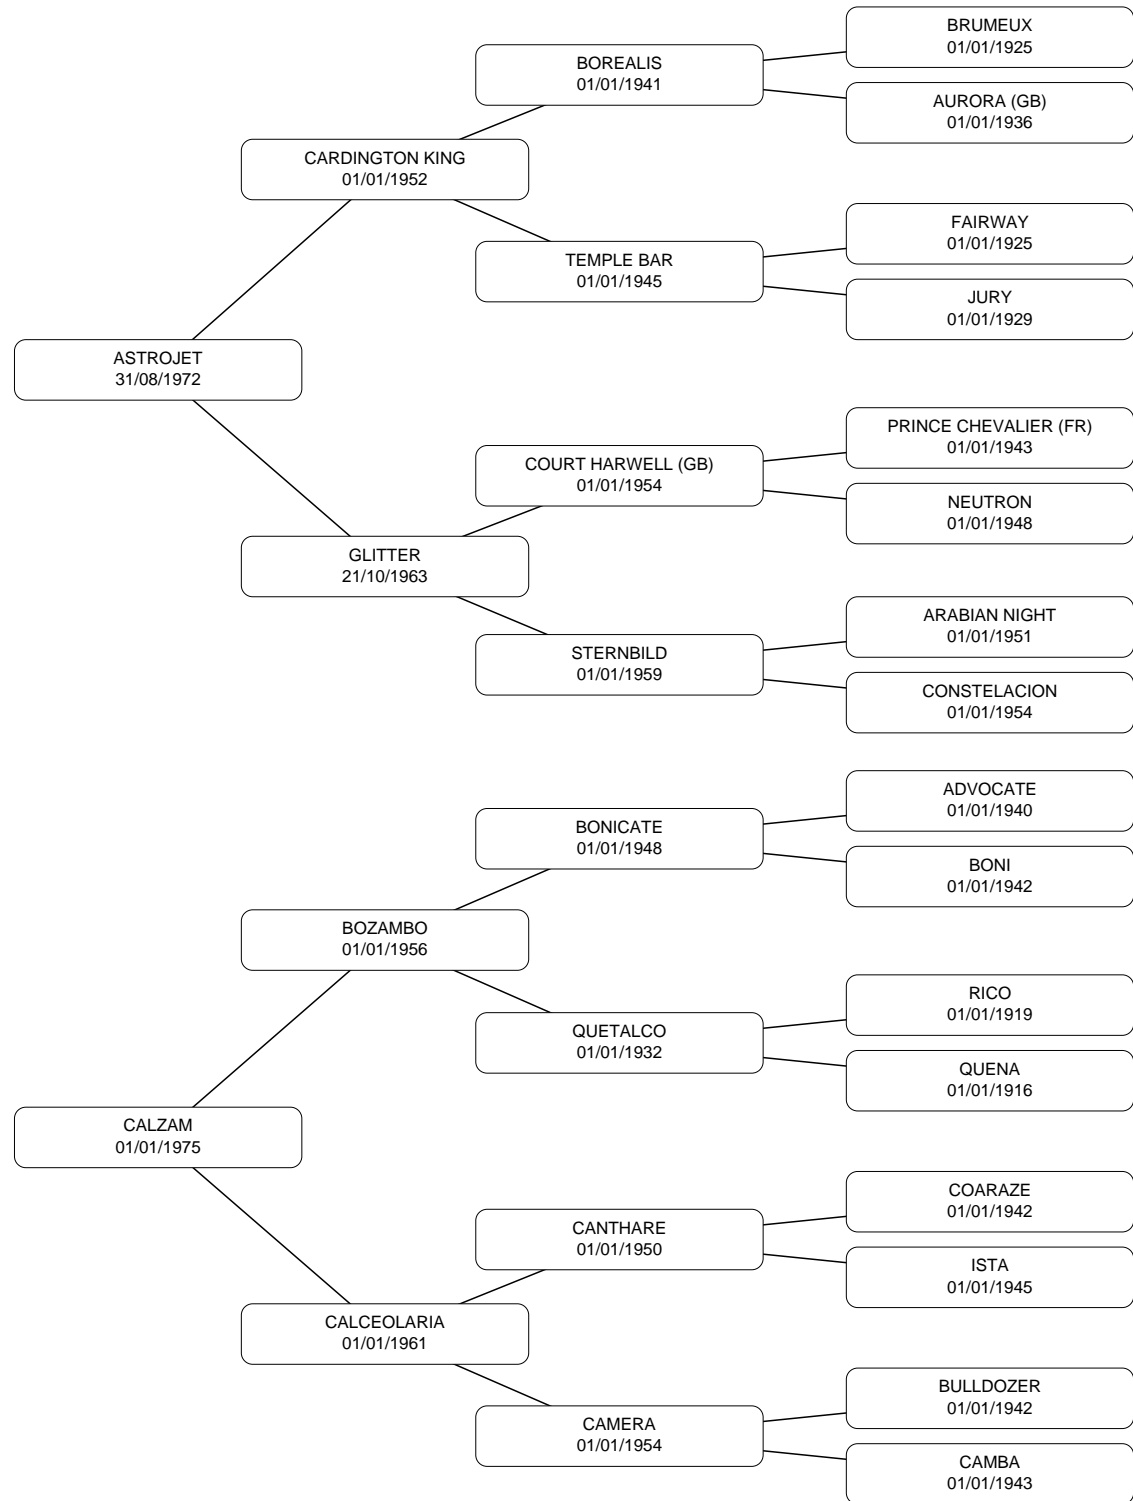 BRUMEUX
01/01/1925
BOREALIS
01/01/1941
AURORA (GB)
01/01/1936
CARDINGTON KING
01/01/1952
FAIRWAY
01/01/1925
TEMPLE BAR
01/01/1945
JURY
01/01/1929
ASTROJET
31/08/1972
PRINCE CHEVALIER (FR)
01/01/1943
COURT HARWELL (GB)
01/01/1954
NEUTRON
01/01/1948
GLITTER
21/10/1963
ARABIAN NIGHT
01/01/1951
STERNBILD
01/01/1959
CONSTELACION
01/01/1954
ADVOCATE
01/01/1940
BONICATE
01/01/1948
BONI
01/01/1942
BOZAMBO
01/01/1956
RICO
01/01/1919
QUETALCO
01/01/1932
QUENA
01/01/1916
CALZAM
01/01/1975
COARAZE
01/01/1942
CANTHARE
01/01/1950
ISTA
01/01/1945
CALCEOLARIA
01/01/1961
BULLDOZER
01/01/1942
CAMERA
01/01/1954
CAMBA
01/01/1943